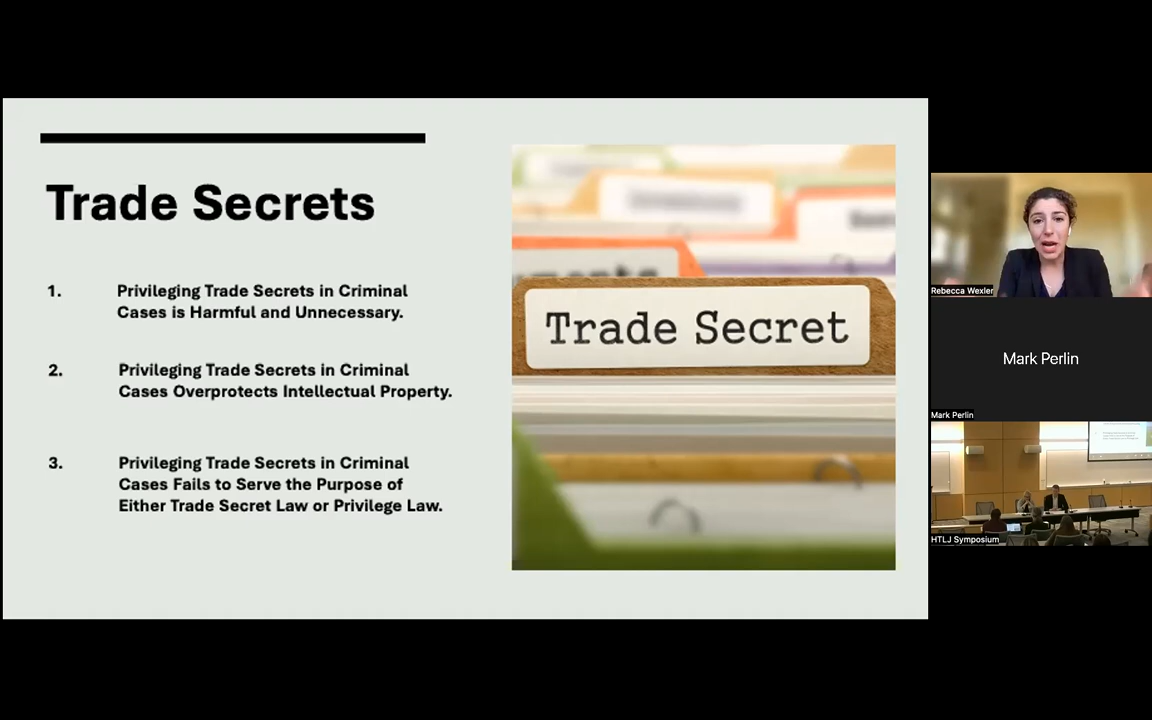 Trade Secrets
1. Privileging Trade Secrets in Criminal
Cases is Harmful and Unnecessary.
2. Privileging Trade Secrets in Criminal
Cases Overprotects Intellectual Property.
3. Privileging Trade Secrets in Criminal
Cases Fails to Serve the Purpose of
Either Trade Secret Law or Privilege Law.
Trade Secret
Rebecca Wexler
Mark Perlin
Mark Perlin
HTLJ Symposium